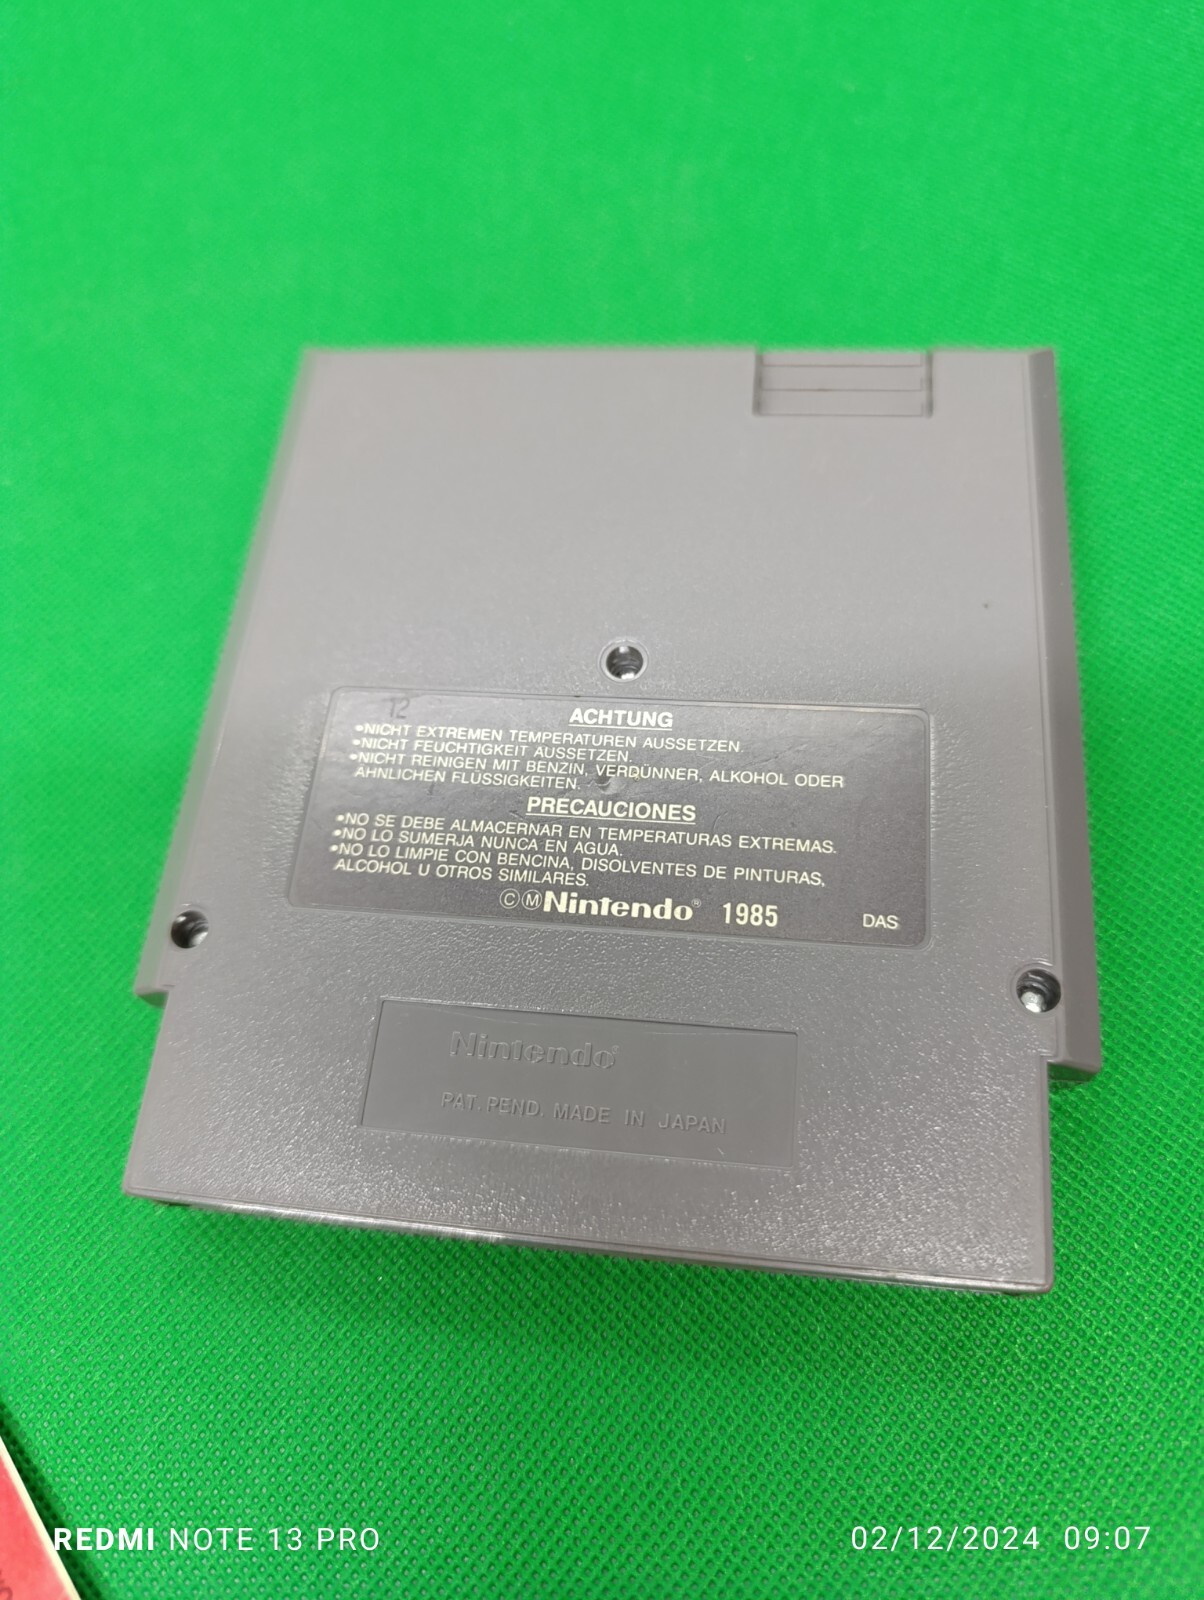 12
ACHTUNG
•NICHT EXTREMEN TEMPERATUREN AUSSETZEN.
•NICHT FEUCHTIGKEIT AUSSETZEN.
•NICHT REINIGEN MIT BENZIN, VERDÜNNER, ALKOHOL ODER
ÄHNLICHEN FLÜSSIGKEITEN.
PRECAUCIONES
•NO SE DEBE ALMACERNAR EN TEMPERATURAS EXTREMAS.
•NO LO SUMERJA NUNCA EN AGUA.
•NO LO LIMPIE CON BENCINA, DISOLVENTES DE PINTURAS,
ALCOHOL U OTROS SIMILARES.
©Ⓜ Nintendo® 1985 DAS
Nintendo
PAT. PEND. MADE IN JAPAN
REDMI NOTE 13 PRO 02/12/2024 09:07